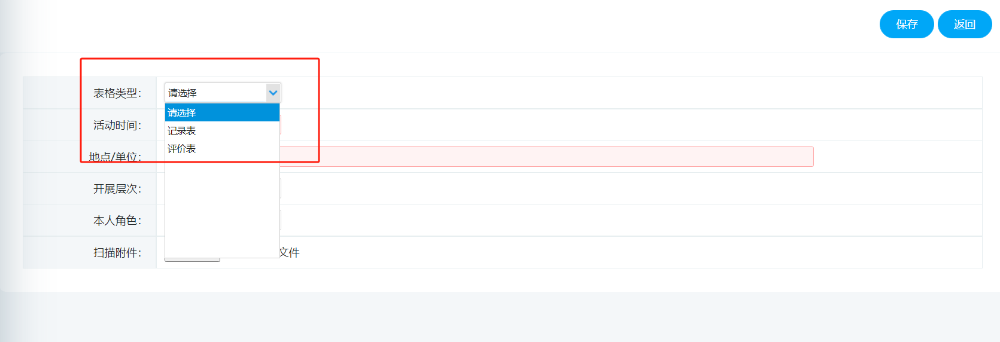 保存 返回
表格类型： 请选择
请选择
活动时间：
记录表
评价表
地点/单位：
开展层次：
本人角色：
扫描附件： 文件